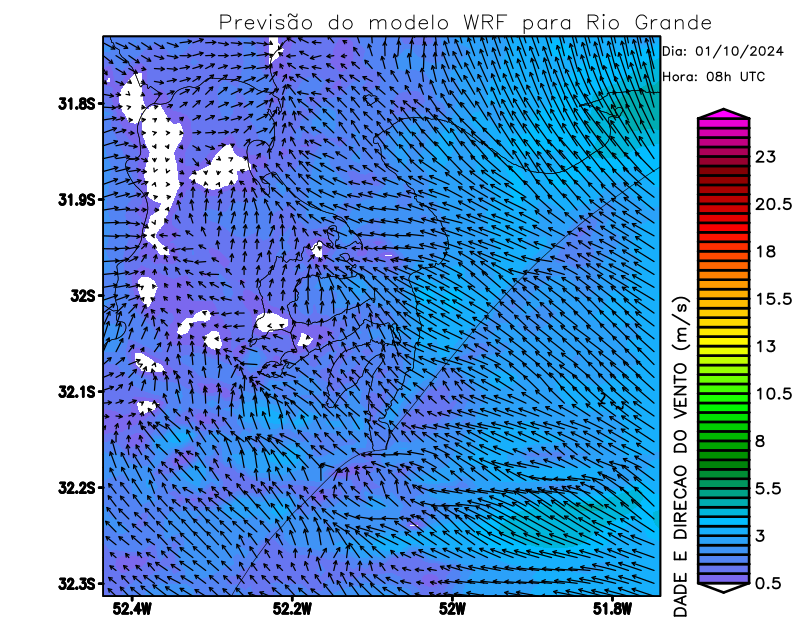 Previsão do modelo WRF para Rio Grande
Dia: 01/10/2024
Hora: 08h UTC
31.8S
31.9S
32S
32.1S
32.2S
32.3S
52.4W
52.2W
52W
51.8W
DADE E DIRECAO DO VENTO (m/s)
23
20.5
18
15.5
13
10.5
8
5.5
3
0.5